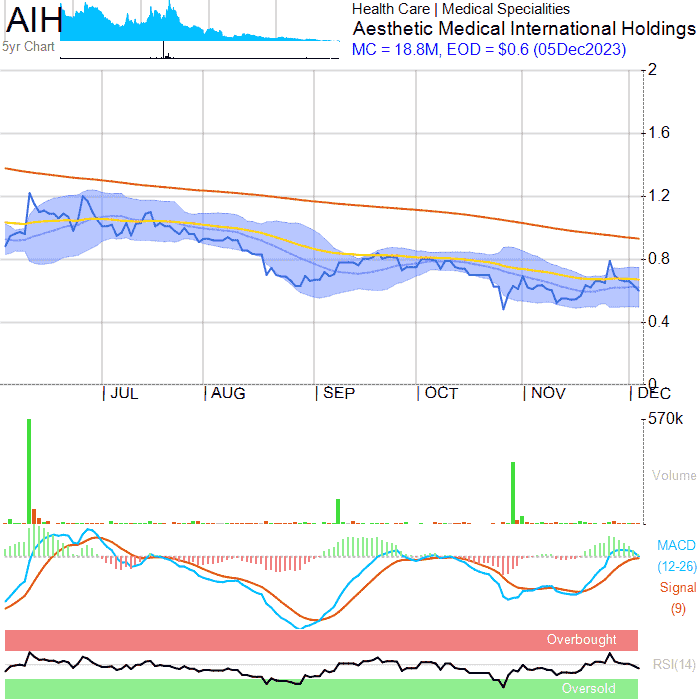 AIH
5yr Chart
Health Care | Medical Specialities
Aesthetic Medical International Holdings
MC = 18.8M, EOD = $0.6 (05Dec2023)
2
1.6
1.2
0.8
0.4
0
JUL
AUG
SEP
OCT
NOV
DEC
570k
Volume
MACD
(12-26)
Signal
(9)
Overbought
RSI(14)
Oversold